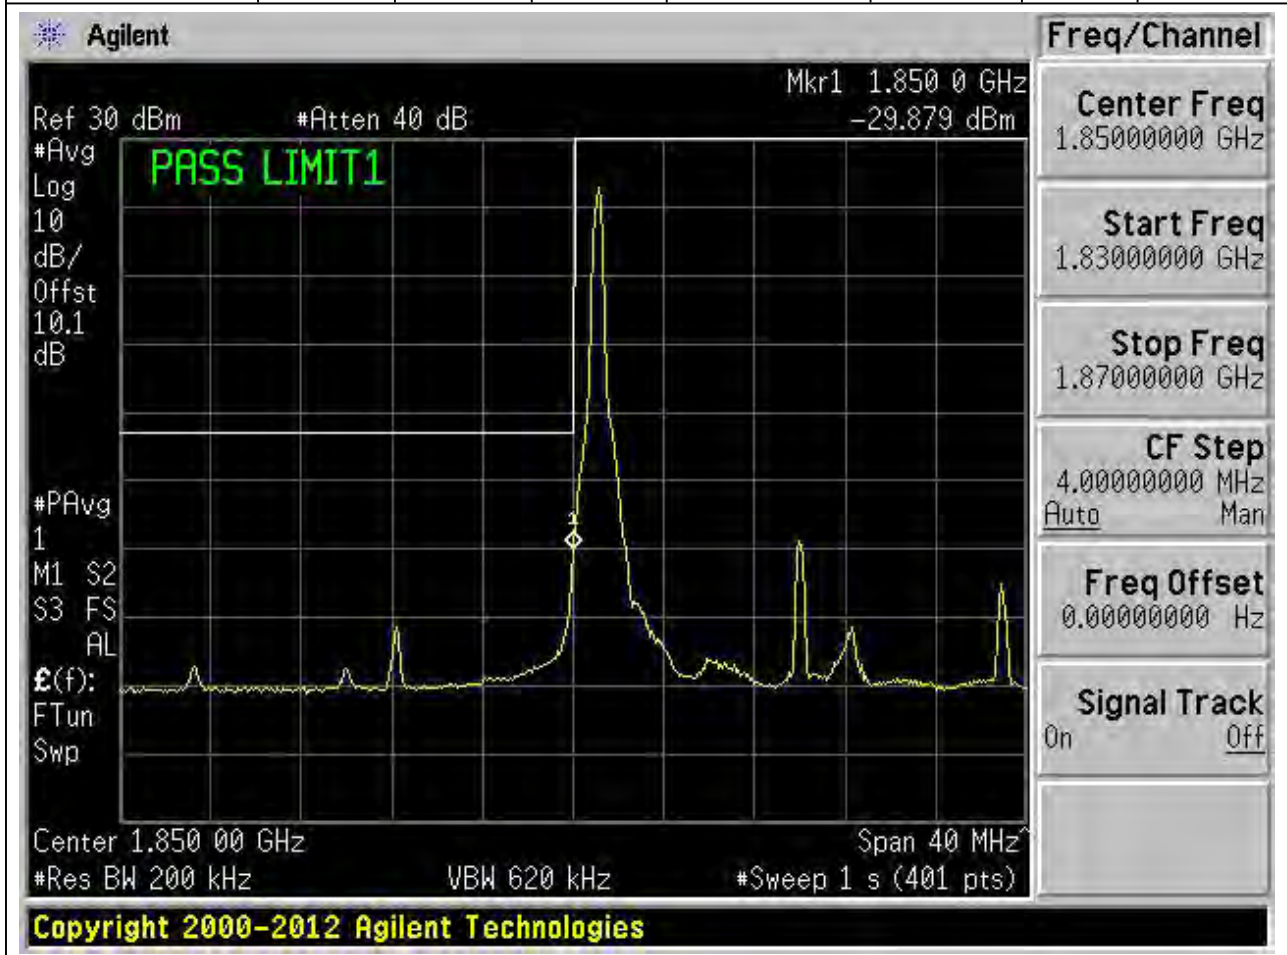 Agilent
Freq/Channel
Mkr1 1.850 0 GHz
Ref 30 dBm #Atten 40 dB -29.879 dBm
#Avg
Log
10
dB/
Offst
10.1
dB
PASS LIMIT1
#PAvg
1
M1 S2
S3 FS
AL
£(f):
FTun
Swp
1
Center 1.850 00 GHz Span 40 MHz^
#Res BW 200 kHz VBW 620 kHz #Sweep 1 s (401 pts)
Center Freq
1.85000000 GHz
Start Freq
1.83000000 GHz
Stop Freq
1.87000000 GHz
CF Step
4.00000000 MHz
Auto Man
Freq Offset
0.00000000 Hz
Signal Track
On Off
Copyright 2000-2012 Agilent Technologies